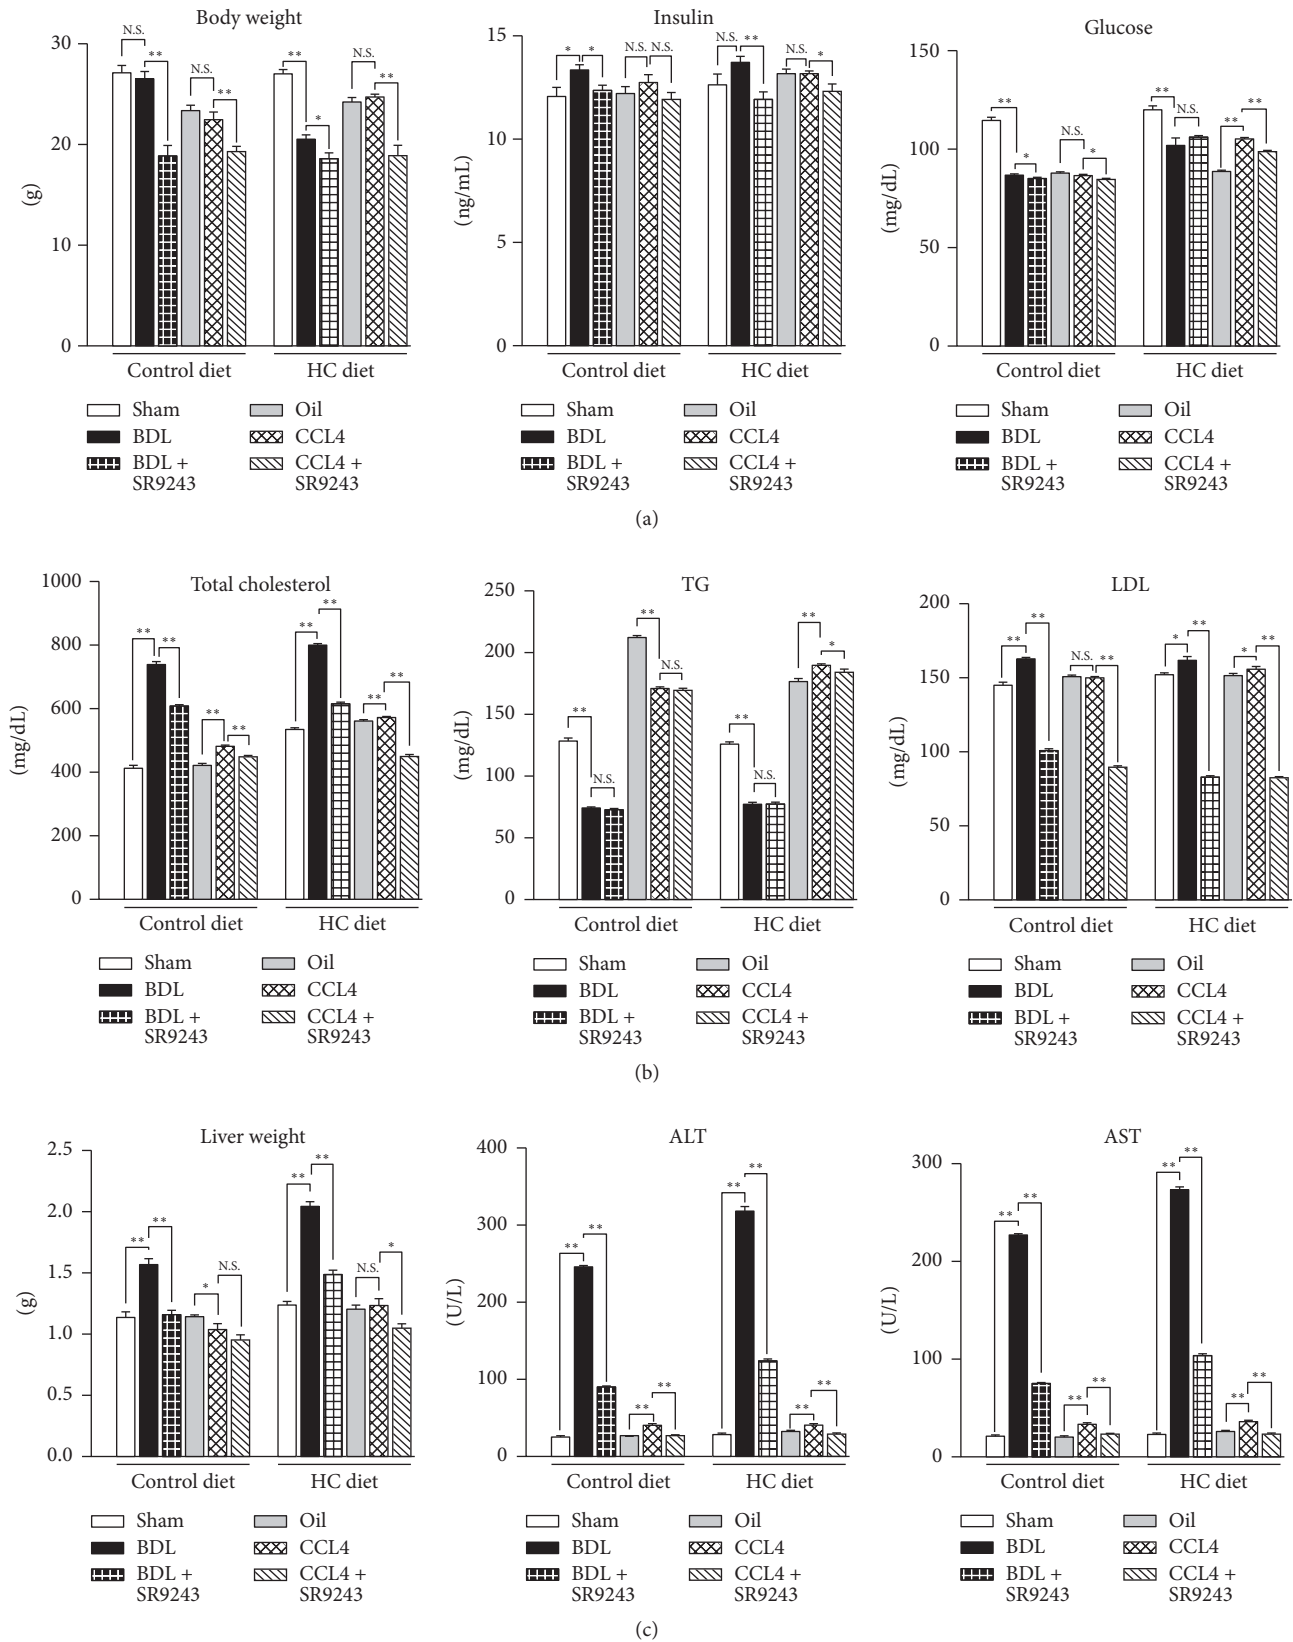 Body weight
N.S.
**
N.S.
**
**
*
N.S.
**
30
20
10
0
(g)
Control diet
HC diet
Sham
Oil
BDL
CCL4
BDL +
SR9243
CCL4 +
SR9243
Insulin
*
*
N.S.
N.S.
N.S.
**
N.S.
*
15
10
5
0
(ng/mL)
Control diet
HC diet
Sham
Oil
BDL
CCL4
BDL +
SR9243
CCL4 +
SR9243
Glucose
**
*
N.S.
*
**
N.S.
**
**
150
100
50
0
(mg/dL)
Control diet
HC diet
Sham
Oil
BDL
CCL4
BDL +
SR9243
CCL4 +
SR9243
(a)
Total cholesterol
**
**
**
**
**
**
**
**
1000
800
600
400
200
0
(mg/dL)
Control diet
HC diet
Sham
Oil
BDL
CCL4
BDL +
SR9243
CCL4 +
SR9243
TG
**
N.S.
**
N.S.
**
N.S.
**
*
250
200
150
100
50
0
(mg/dL)
Control diet
HC diet
Sham
Oil
BDL
CCL4
BDL +
SR9243
CCL4 +
SR9243
LDL
**
**
N.S.
**
*
**
*
**
200
150
100
50
0
(mg/dL)
Control diet
HC diet
Sham
Oil
BDL
CCL4
BDL +
SR9243
CCL4 +
SR9243
(b)
Liver weight
**
**
*
N.S.
**
**
N.S.
*
2.5
2.0
1.5
1.0
0.5
0.0
(g)
Control diet
HC diet
Sham
Oil
BDL
CCL4
BDL +
SR9243
CCL4 +
SR9243
ALT
**
**
**
**
**
**
**
**
400
300
200
100
0
(U/L)
Control diet
HC diet
Sham
Oil
BDL
CCL4
BDL +
SR9243
CCL4 +
SR9243
AST
**
**
**
**
**
**
**
**
300
200
100
0
(U/L)
Control diet
HC diet
Sham
Oil
BDL
CCL4
BDL +
SR9243
CCL4 +
SR9243
(c)